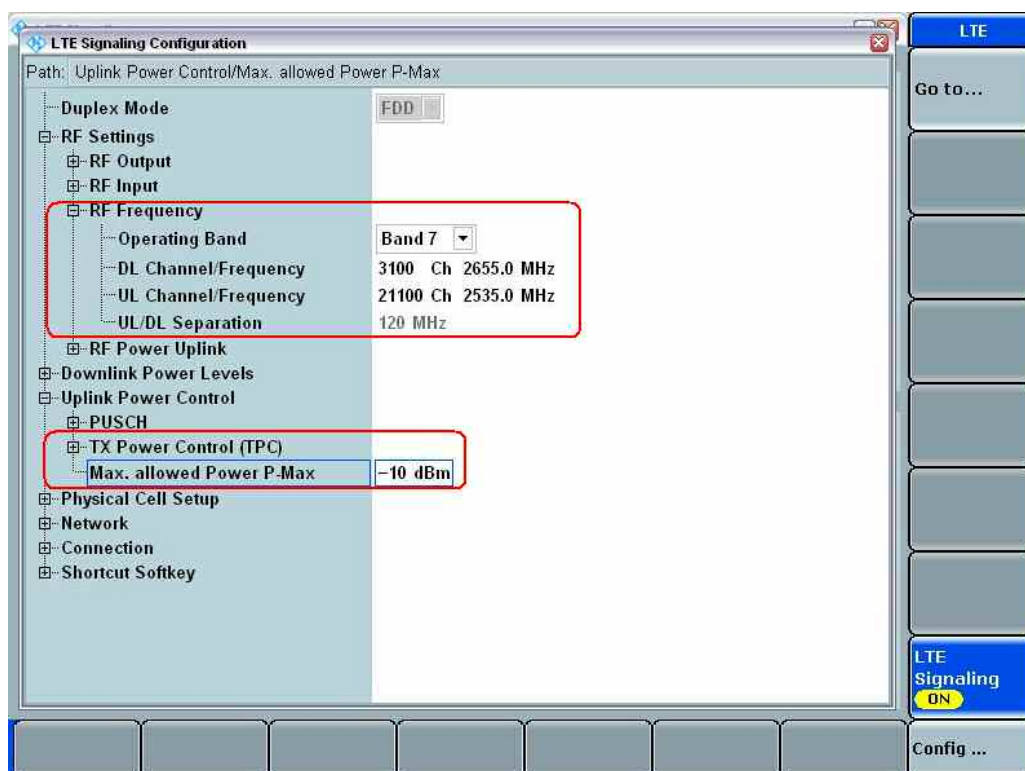 LTE Signaling Configuration
Path: Uplink Power Control/Max. allowed Power P-Max
Duplex Mode FDD
RF Settings
RF Output
RF Input
RF Frequency
Operating Band Band 7
DL Channel/Frequency 3100 Ch 2655.0 MHz
UL Channel/Frequency 21100 Ch 2535.0 MHz
UL/DL Separation 120 MHz
RF Power Uplink
Downlink Power Levels
Uplink Power Control
PUSCH
TX Power Control (TPC)
Max. allowed Power P-Max −10 dBm
Physical Cell Setup
Network
Connection
Shortcut Softkey
LTE
Go to...
LTE
Signaling
ON
Config ...